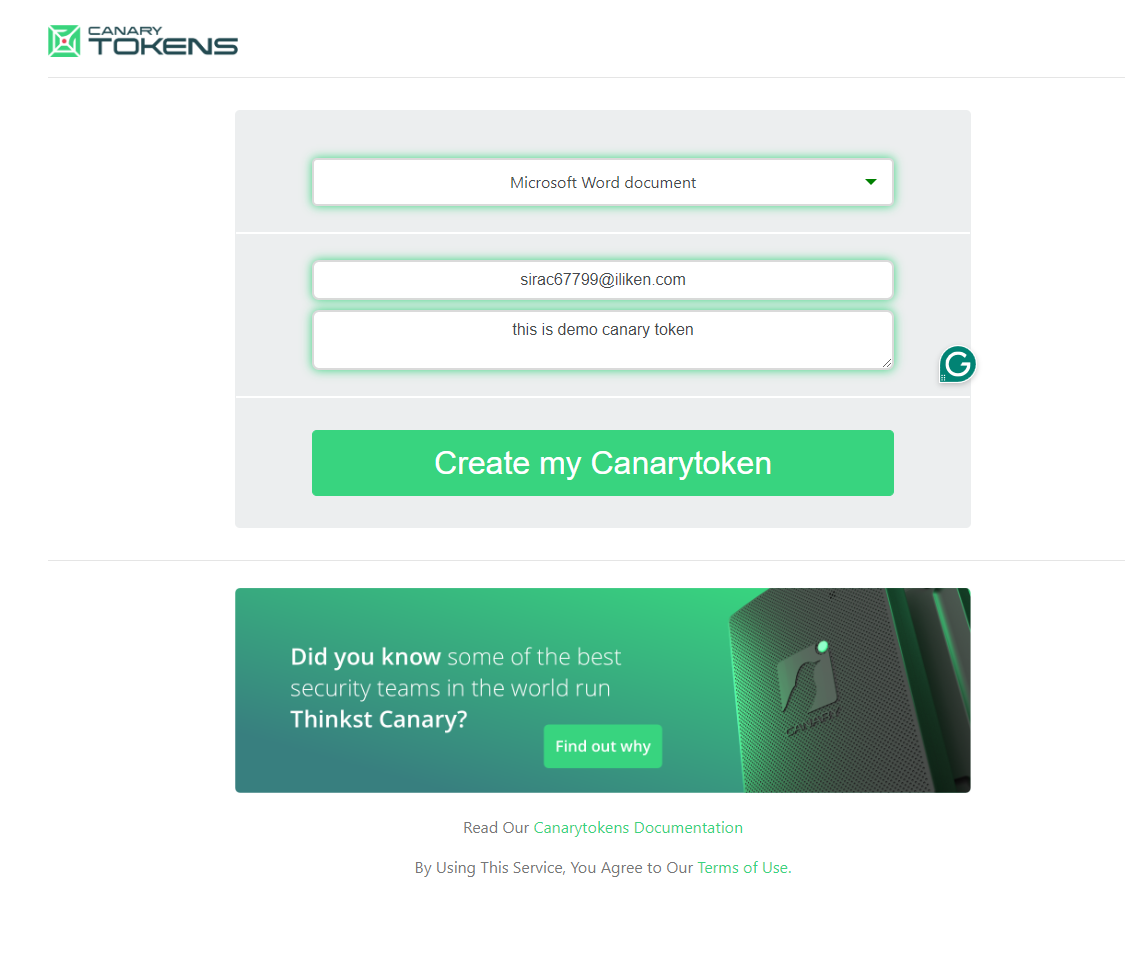 CANARY
TOKENS
Microsoft Word document
sirac67799@iliken.com
this is demo canary token
G
Create my Canarytoken
Did you know some of the best
security teams in the world run
Thinkst Canary?
Find out why
CANARY
Read Our Canarytokens Documentation
By Using This Service, You Agree to Our Terms of Use.